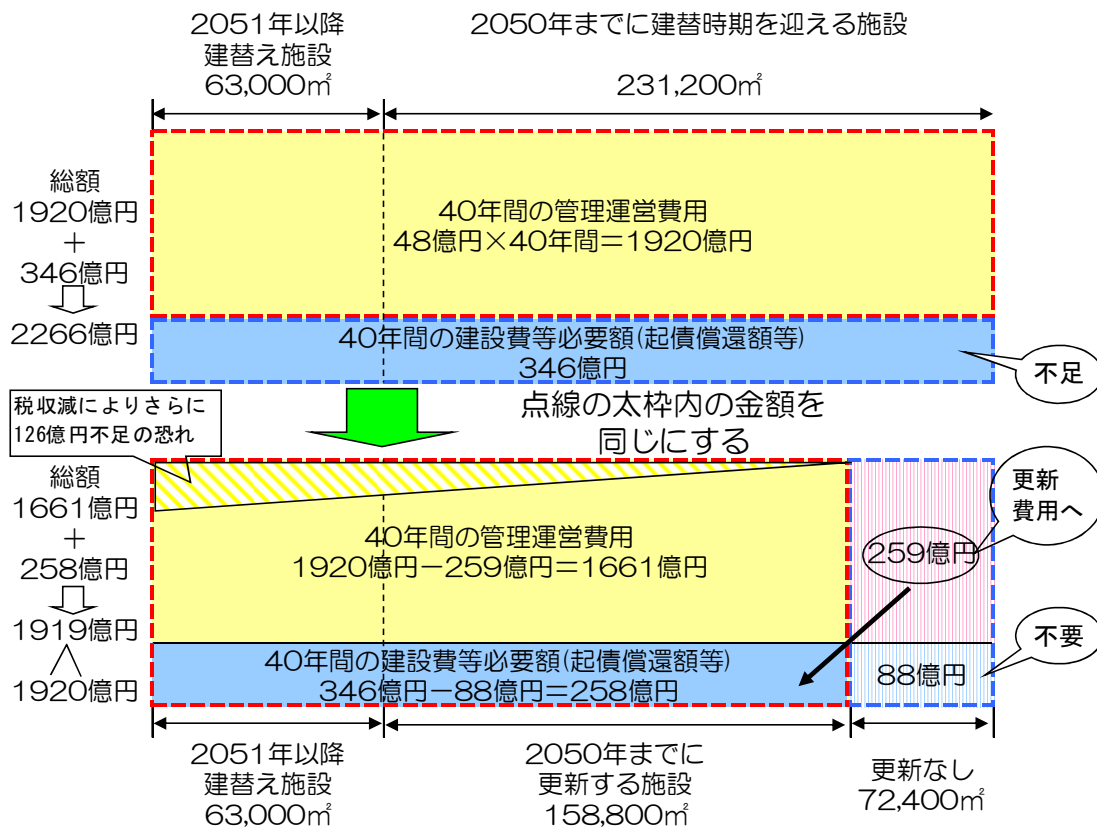 2051年以降
建替え施設
63,000㎡
2050年までに建替時期を迎える施設
231,200㎡
総額
1920億円
＋
346億円
2266億円
40年間の管理運営費用
48億円×40年間＝1920億円
40年間の建設費等必要額(起債償還額等)
346億円
不足
税収減によりさらに
126億円不足の恐れ
点線の太枠内の金額を
同じにする
総額
1661億円
＋
258億円
1919億円
＜
1920億円
40年間の管理運営費用
1920億円－259億円＝1661億円
259億円
更新
費用へ
40年間の建設費等必要額(起債償還額等)
346億円－88億円＝258億円
88億円
不要
2051年以降
建替え施設
63,000㎡
2050年までに
更新する施設
158,800㎡
更新なし
72,400㎡